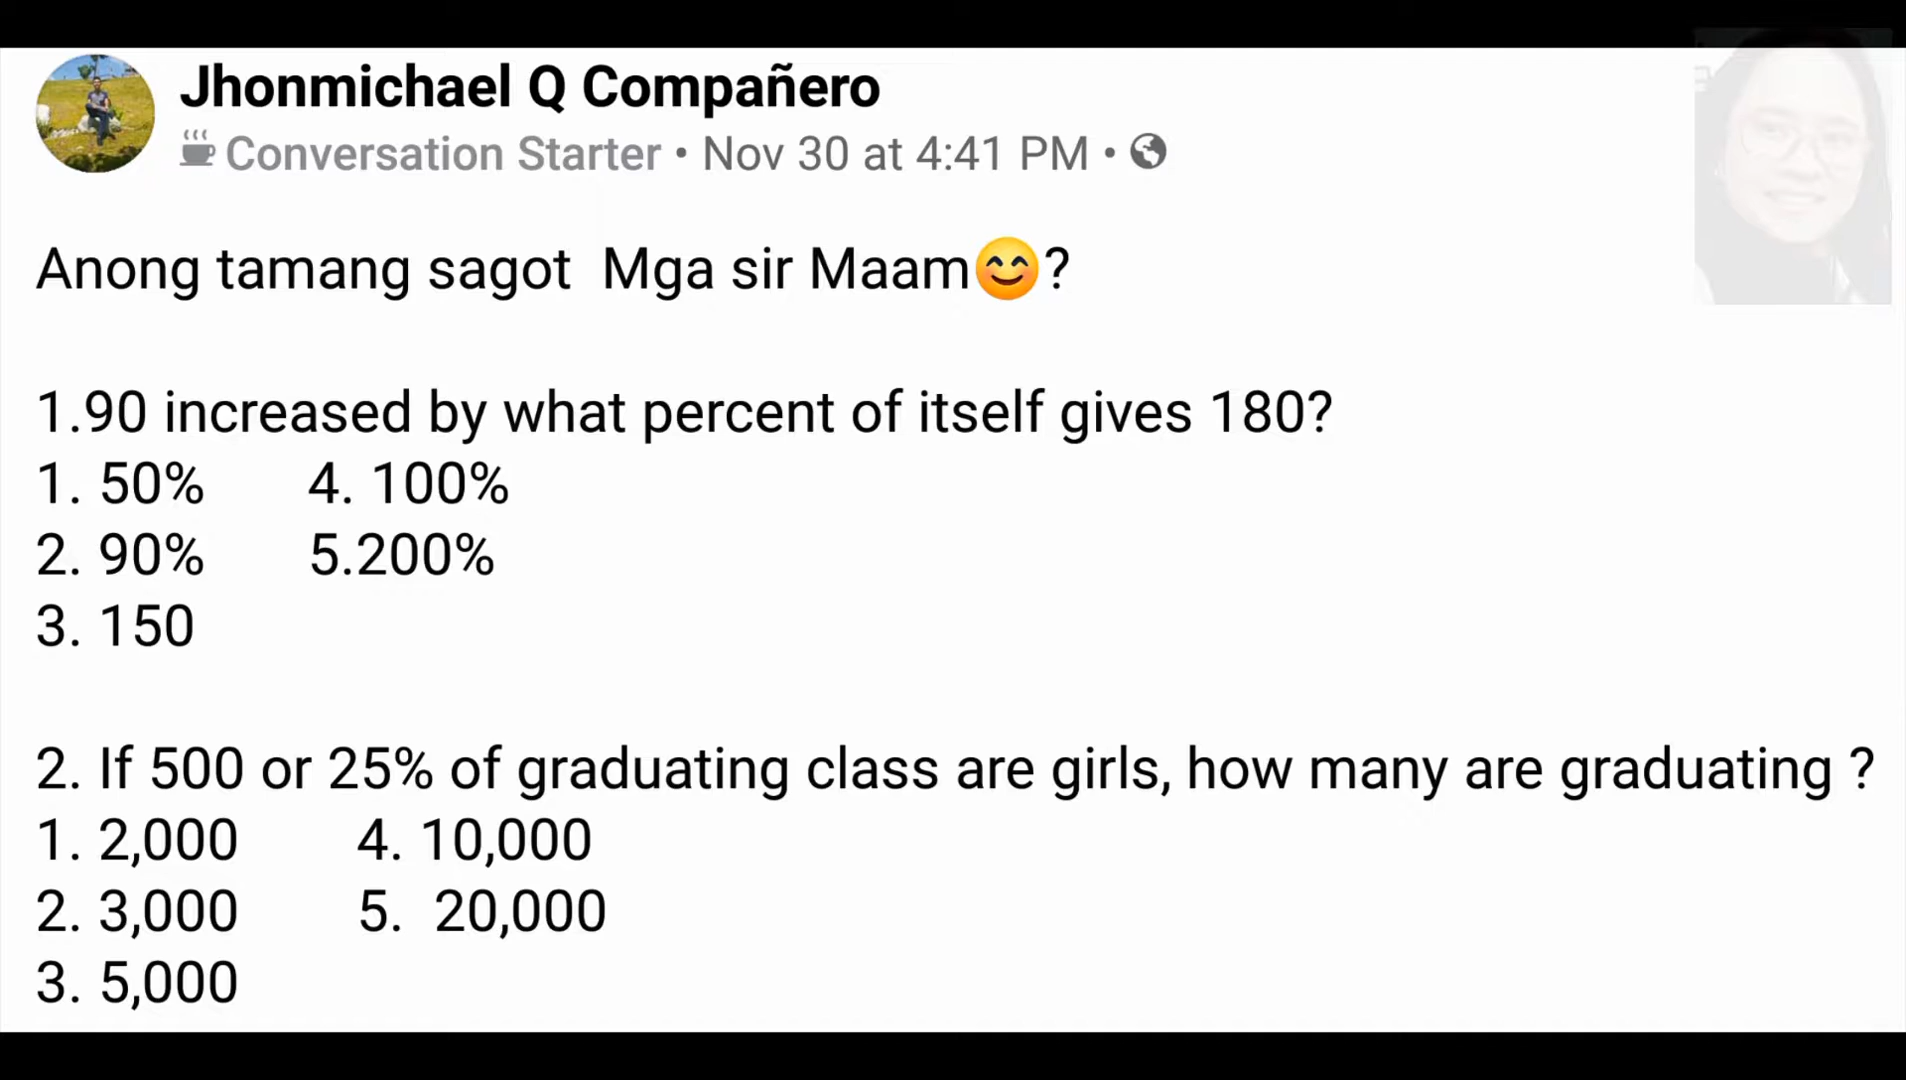 Jhonmichael Q Compañero
Conversation Starter • Nov 30 at 4:41 PM •
Anong tamang sagot Mga sir Maam😊?
1.90 increased by what percent of itself gives 180?
1. 50% 4. 100%
2. 90% 5.200%
3. 150
2. If 500 or 25% of graduating class are girls, how many are graduating ?
1. 2,000 4. 10,000
2. 3,000 5. 20,000
3. 5,000